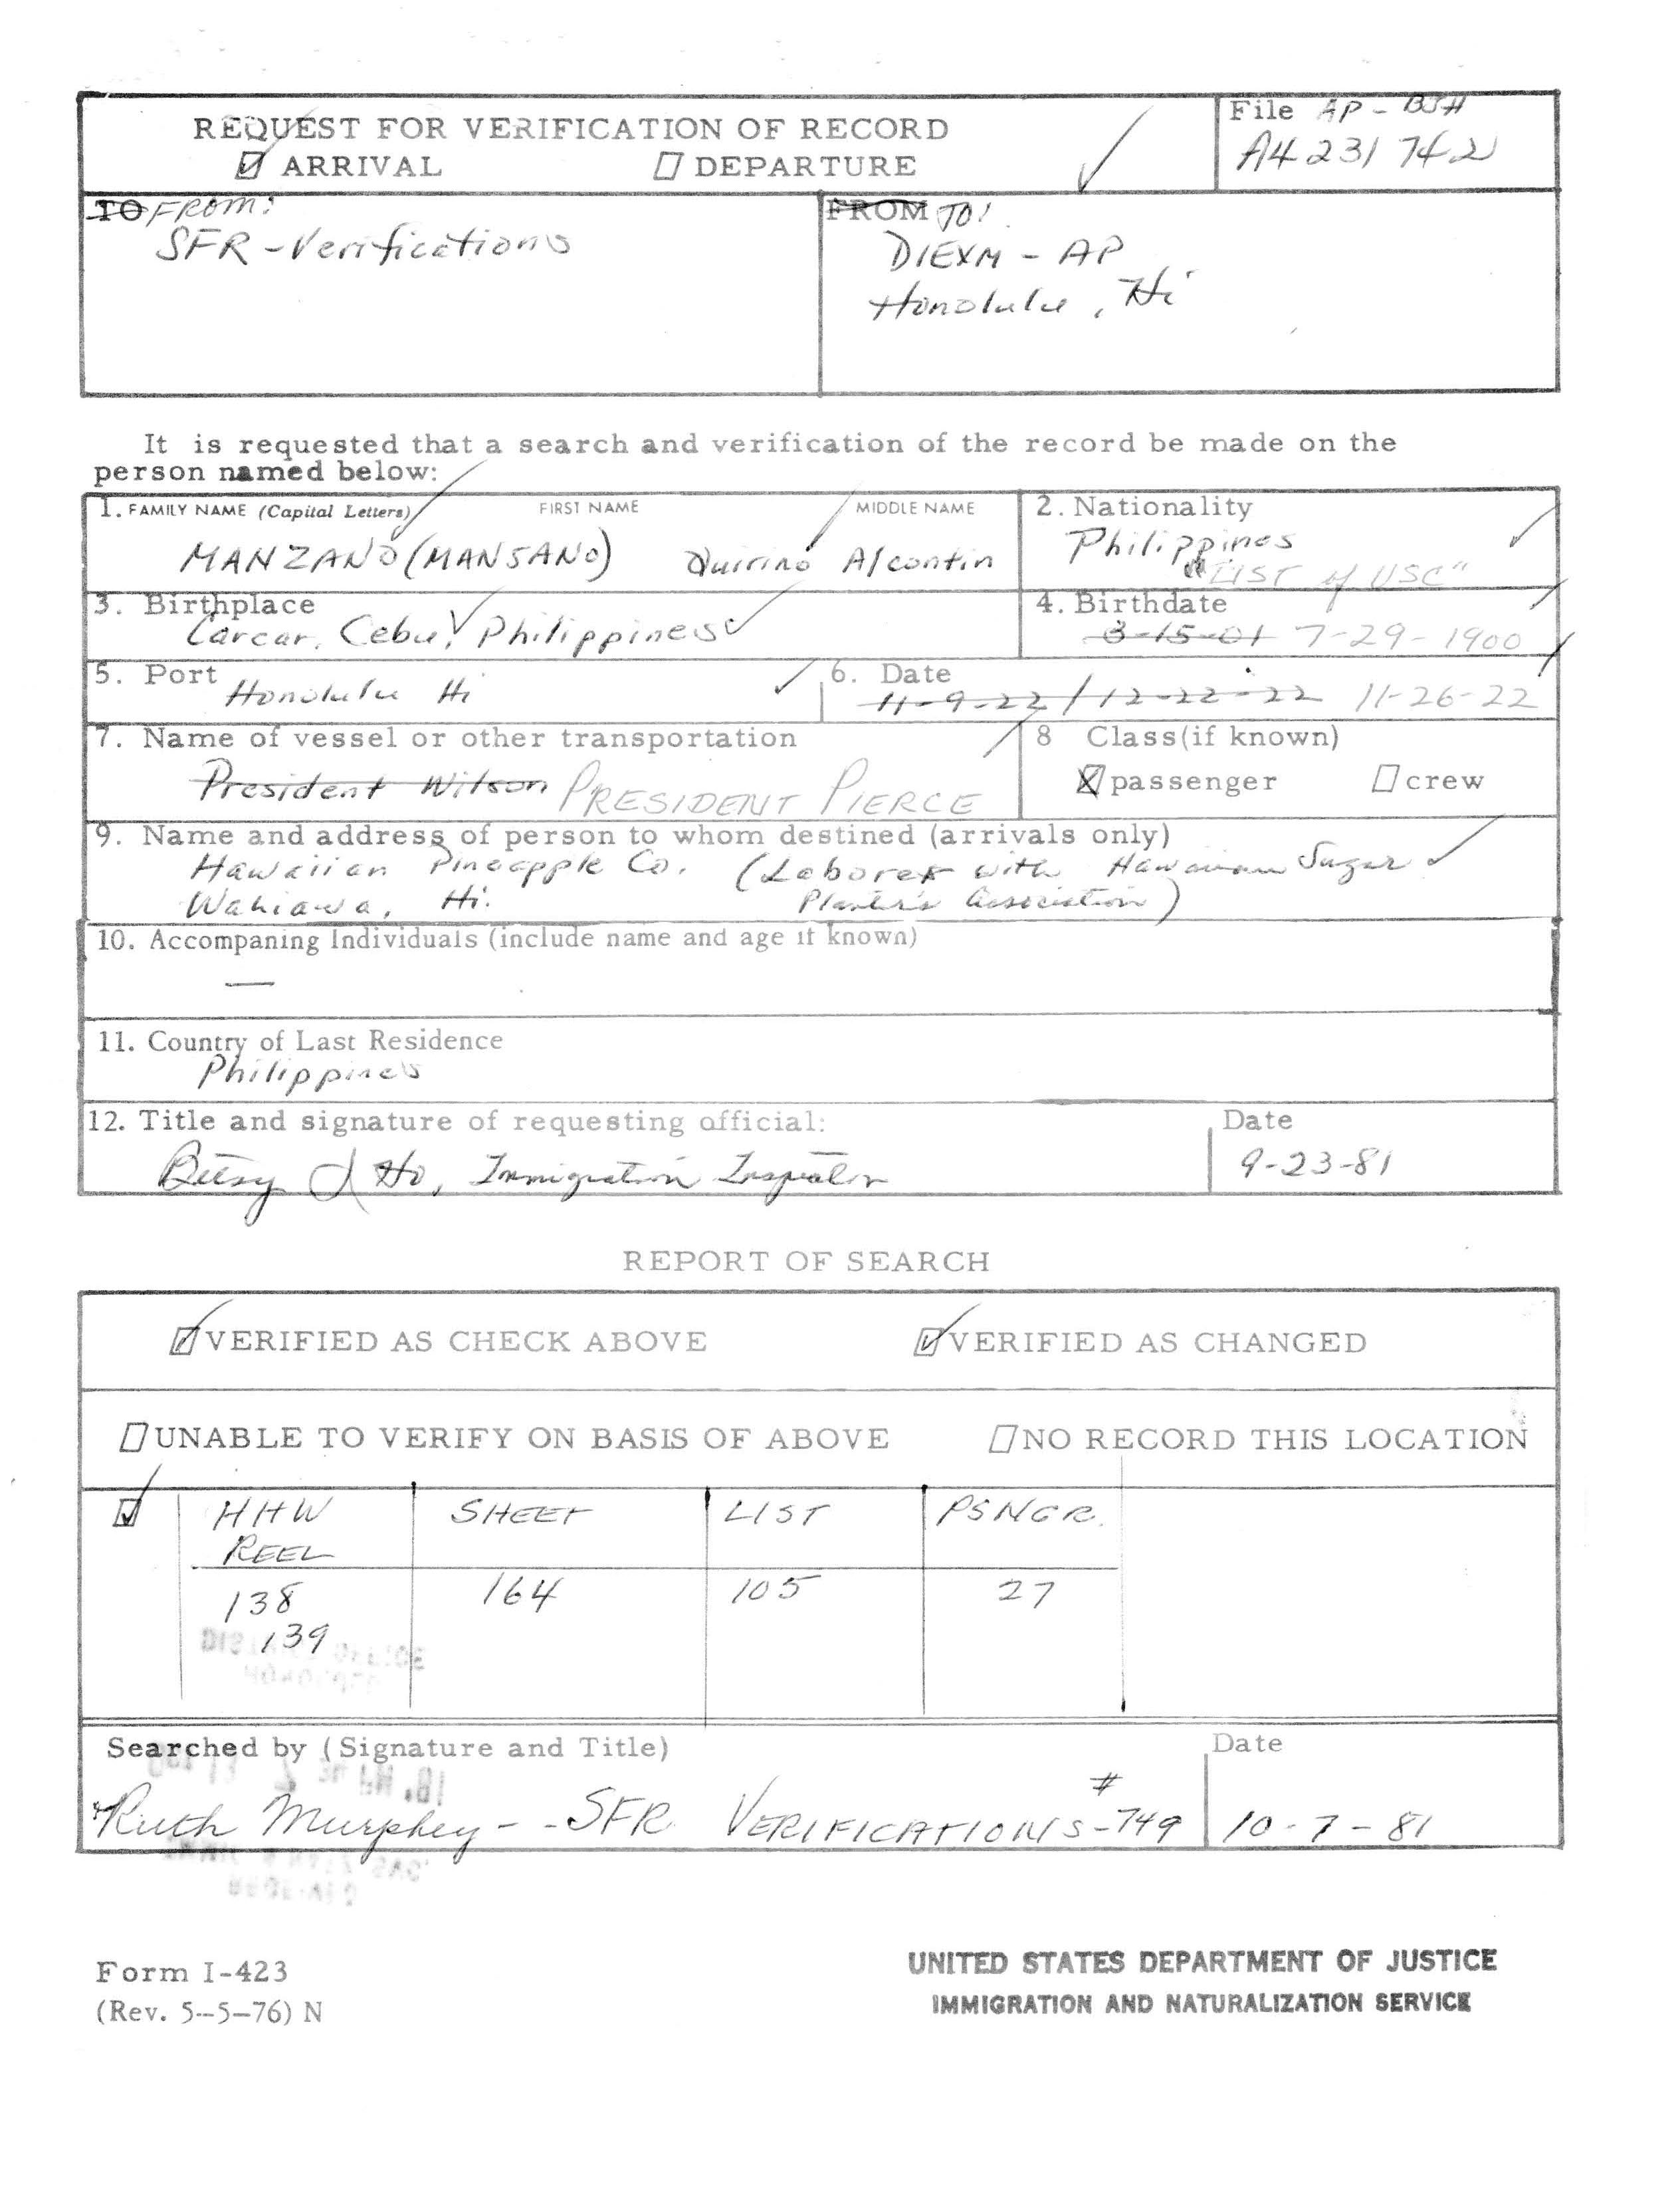 REQUEST FOR VERIFICATION OF RECORD
☑ ARRIVAL ☐ DEPARTURE
File AP - BJH
A4 231 742
TO FROM:
SFR - Verifications
FROM TO:
DIEXM - AP
Honolulu, Hi
It is requested that a search and verification of the record be made on the
person named below:
1. FAMILY NAME (Capital Letters) FIRST NAME MIDDLE NAME
MANZANO (MANSANO) Quirino Alcontin
2. Nationality
Philippines
"LIST of USC"
3. Birthplace
Carcar, Cebu, Philippines
4. Birthdate
3-15-01 7-29-1900
5. Port
Honolulu Hi
6. Date
11-9-22 / 12-22-22 11-26-22
7. Name of vessel or other transportation
President Wilson PRESIDENT PIERCE
8 Class (if known)
☒ passenger ☐ crew
9. Name and address of person to whom destined (arrivals only)
Hawaiian Pineapple Co. (Laborer with Hawaiian Sugar
Wahiawa, Hi. Planter's Association)
10. Accompaning Individuals (include name and age if known)
—
11. Country of Last Residence
Philippines
12. Title and signature of requesting official:
Betsy J Ho, Immigration Inspector
Date
9-23-81
REPORT OF SEARCH
☑ VERIFIED AS CHECK ABOVE ☑ VERIFIED AS CHANGED
☐ UNABLE TO VERIFY ON BASIS OF ABOVE ☐ NO RECORD THIS LOCATION
☑ HHW SHEET LIST PSNGR.
REEL
138 164 105 27
139
Searched by (Signature and Title)
Ruth Murphey - - SFR VERIFICATIONS - #749
Date
10-7-81
Form I-423
(Rev. 5--5-76) N
UNITED STATES DEPARTMENT OF JUSTICE
IMMIGRATION AND NATURALIZATION SERVICE